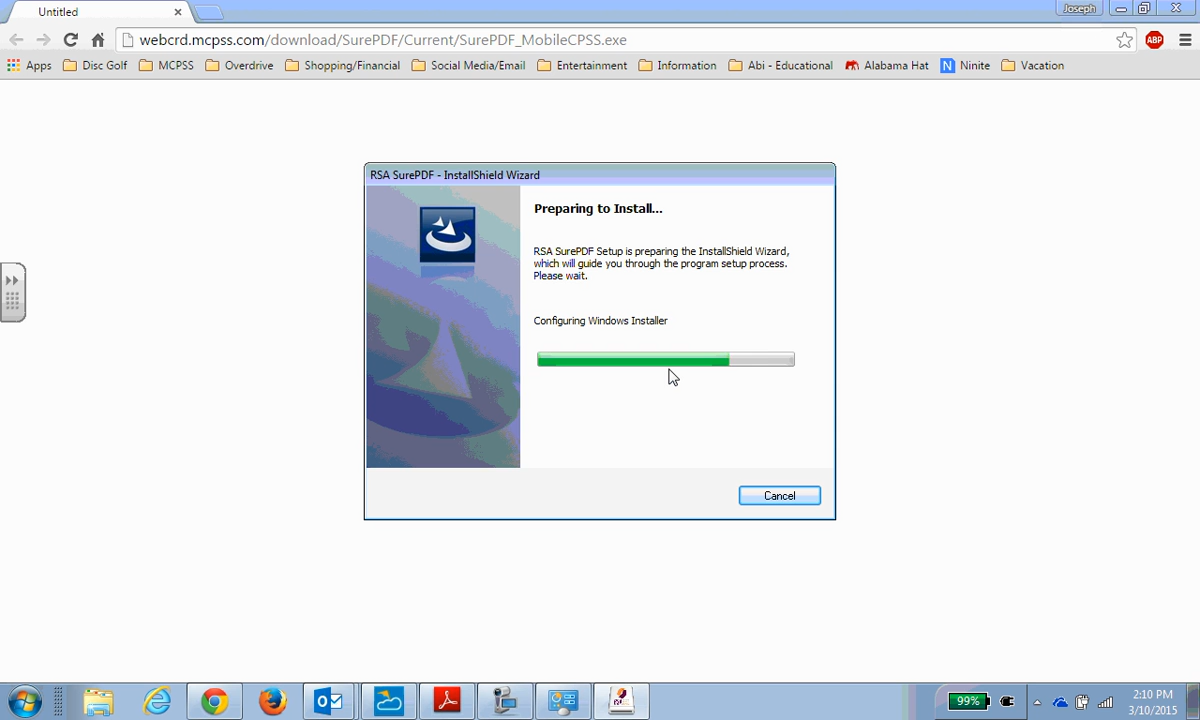 Untitled
Joseph
webcrd.mcpss.com/download/SurePDF/Current/SurePDF_MobileCPSS.exe
ABP
Apps Disc Golf MCPSS Overdrive Shopping/Financial Social Media/Email Entertainment Information Abi - Educational Alabama Hat N Ninite Vacation
RSA SurePDF - InstallShield Wizard
Preparing to Install...
RSA SurePDF Setup is preparing the InstallShield Wizard,
which will guide you through the program setup process.
Please wait.
Configuring Windows Installer
Cancel
99%
2:10 PM
3/10/2015